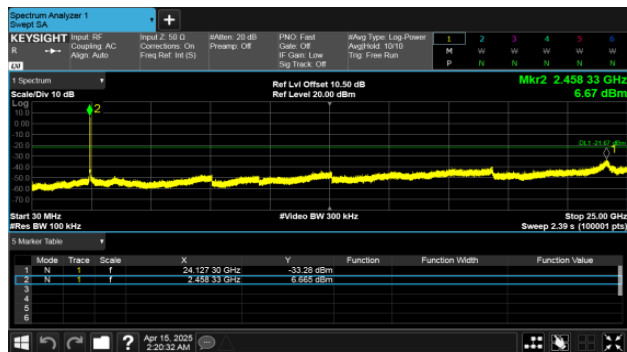 Spectrum Analyzer 1
Swept SA
+
KEYSIGHT Input: RF Input Z: 50 Ω #Atten: 20 dB PNO: Fast #Avg Type: Log-Power 1 2 3 4 5 6
R Coupling: AC Corrections: On Preamp: Off Gate: Off Avg|Hold: 10/10 M W W W W W
Align: Auto Freq Ref: Int (S) IF Gain: Low Trig: Free Run
Sig Track: Off P N N N N N
LXI
1 Spectrum Ref Lvl Offset 10.50 dB Mkr2 2.458 33 GHz
Scale/Div 10 dB Ref Level 20.00 dBm 6.67 dBm
Log
10.0
0.00
-10.0
-20.0
-30.0
-40.0
-50.0
-60.0
-70.0
2
DL1 -21.67 dBm
1
Start 30 MHz #Video BW 300 kHz Stop 25.00 GHz
#Res BW 100 kHz Sweep 2.39 s (100001 pts)
5 Marker Table
Mode Trace Scale X Y Function Function Width Function Value
1 N 1 f 24.127 30 GHz -33.28 dBm
2 N 1 f 2.458 33 GHz 6.665 dBm
3
4
5
6
? Apr 15, 2025
2:20:32 AM